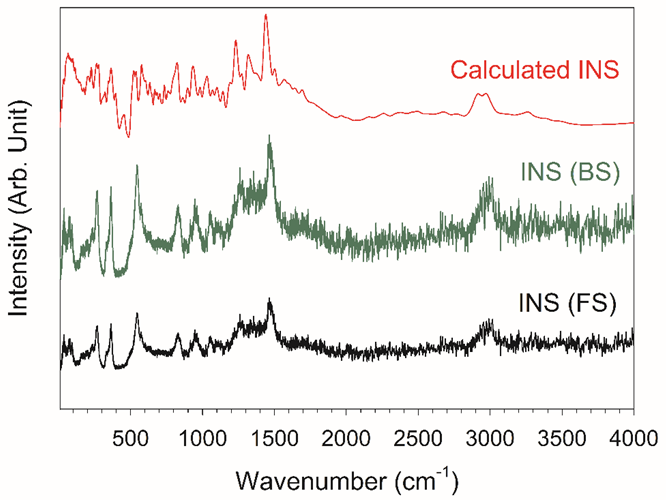 Calculated INS
INS (BS)
INS (FS)
Intensity (Arb. Unit)
500 1000 1500 2000 2500 3000 3500 4000
Wavenumber (cm⁻¹)